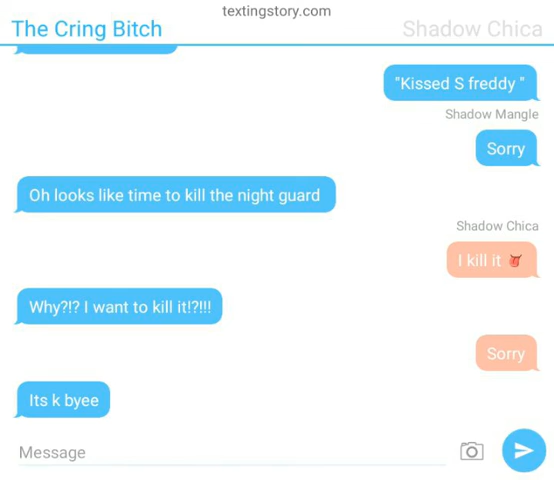 textingstory.com
The Cring Bitch
Shadow Chica
"Kissed S freddy "
Shadow Mangle
Sorry
Oh looks like time to kill the night guard
Shadow Chica
I kill it 👹
Why?!? I want to kill it!?!!!
Sorry
Its k byee
Message